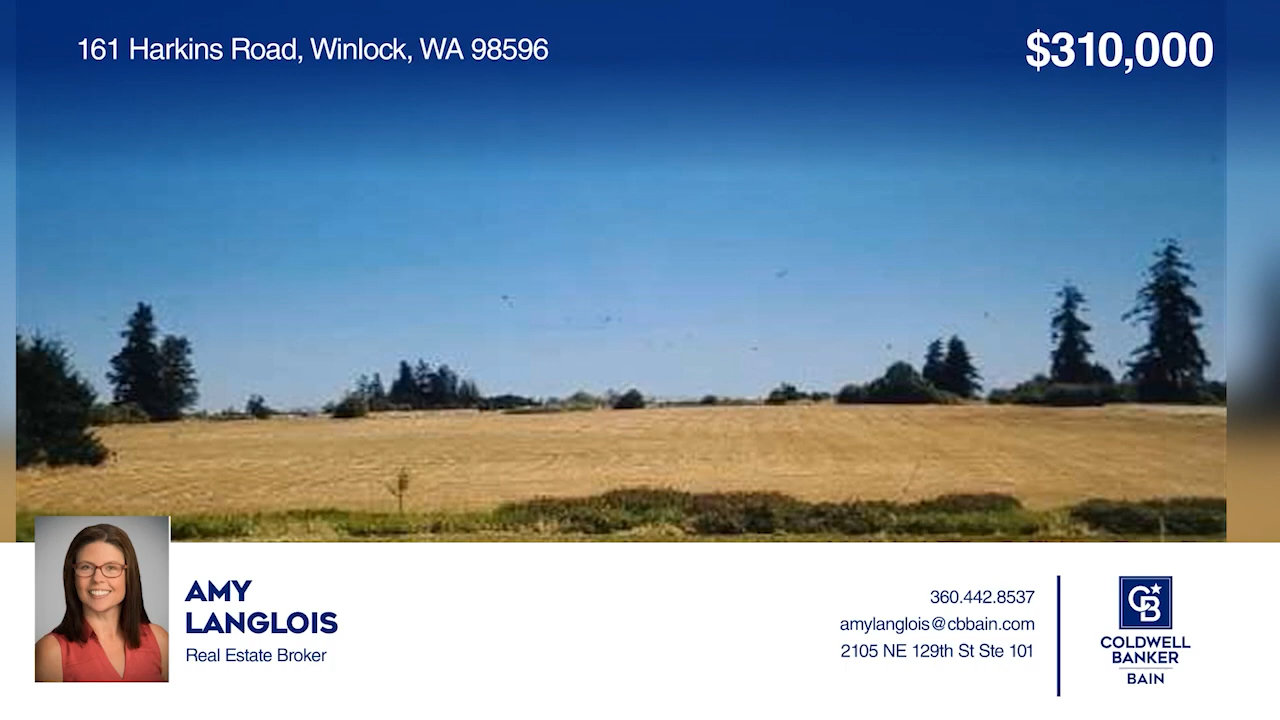 161 Harkins Road, Winlock, WA 98596
$310,000
AMY
LANGLOIS
Real Estate Broker
360.442.8537
amylanglois@cbbain.com
2105 NE 129th St Ste 101
CB
COLDWELL
BANKER
BAIN